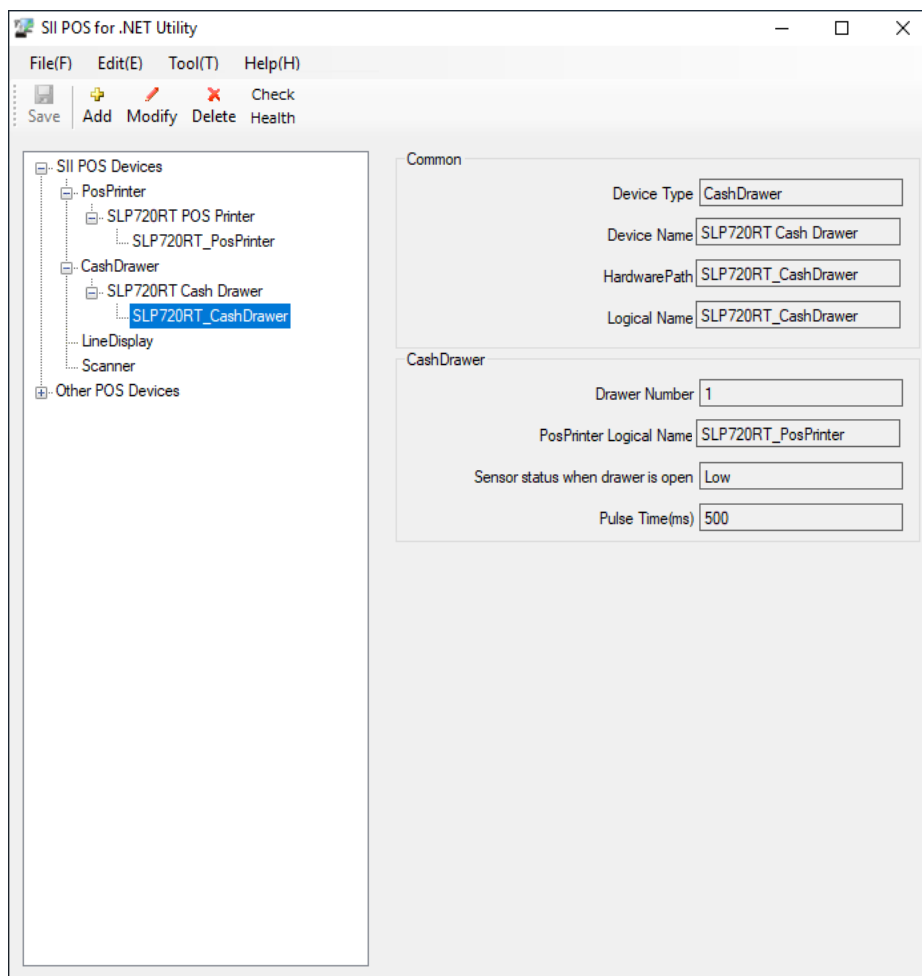 SII POS for .NET Utility
File(F) Edit(E) Tool(T) Help(H)
Save Add Modify Delete Check Health
SII POS Devices
PosPrinter
SLP720RT POS Printer
SLP720RT_PosPrinter
CashDrawer
SLP720RT Cash Drawer
SLP720RT_CashDrawer
LineDisplay
Scanner
Other POS Devices
Common
Device Type CashDrawer
Device Name SLP720RT Cash Drawer
HardwarePath SLP720RT_CashDrawer
Logical Name SLP720RT_CashDrawer
CashDrawer
Drawer Number 1
PosPrinter Logical Name SLP720RT_PosPrinter
Sensor status when drawer is open Low
Pulse Time(ms) 500